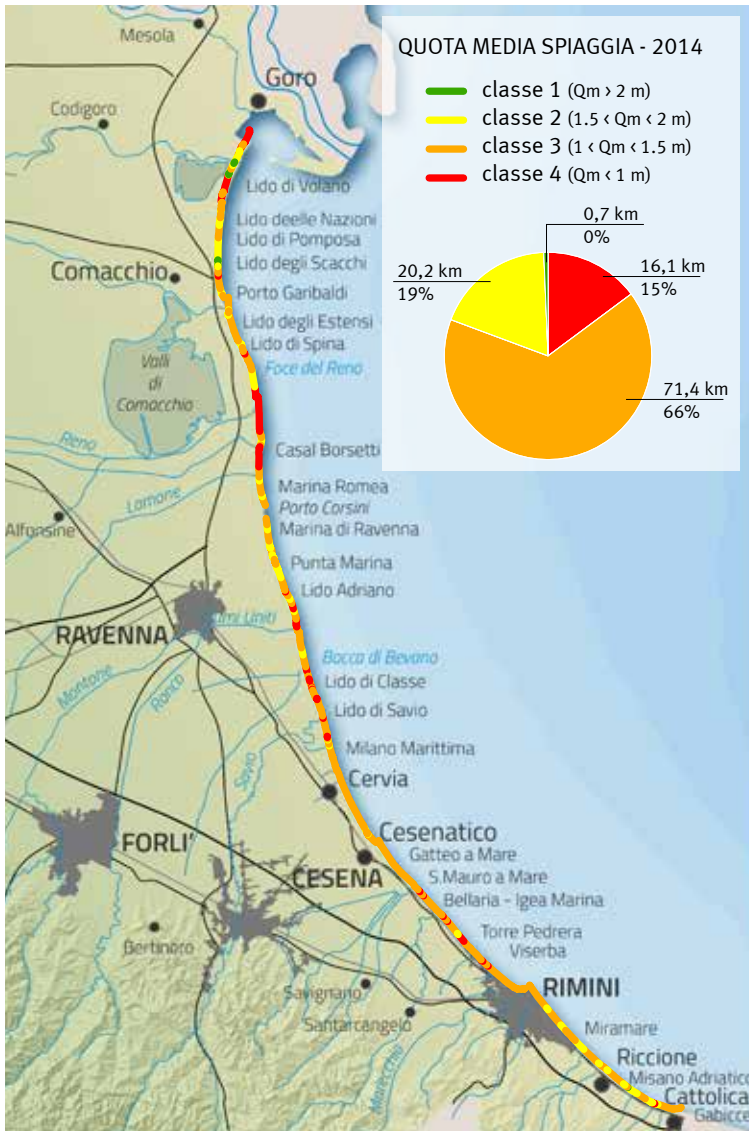 QUOTA MEDIA SPIAGGIA - 2014
classe 1 (Qm > 2 m)
classe 2 (1.5 < Qm < 2 m)
classe 3 (1 < Qm < 1.5 m)
classe 4 (Qm < 1 m)
0,7 km
0%
20,2 km
19%
16,1 km
15%
71,4 km
66%
Mesola
Goro
Codigoro
Lido di Volano
Lido deelle Nazioni
Lido di Pomposa
Lido degli Scacchi
Comacchio
Porto Garibaldi
Lido degli Estensi
Lido di Spina
Valli
di
Comacchio
Foce del Reno
Reno
Casal Borsetti
Lamone
Marina Romea
Porto Corsini
Alfonsine
Marina di Ravenna
Punta Marina
Lido Adriano
RAVENNA
Uniti
Montone
Ronco
Bocca di Bevano
Lido di Classe
Lido di Savio
Savio
Milano Marittima
Cervia
FORLI'
Cesenatico
Gatteo a Mare
CESENA
S.Mauro a Mare
Bellaria - Igea Marina
Bertinoro
Torre Pedrera
Viserba
Savignano
RIMINI
Santarcangelo
Miramare
Marecchia
Riccione
Misano Adriatico
Cattolica
Gabicce